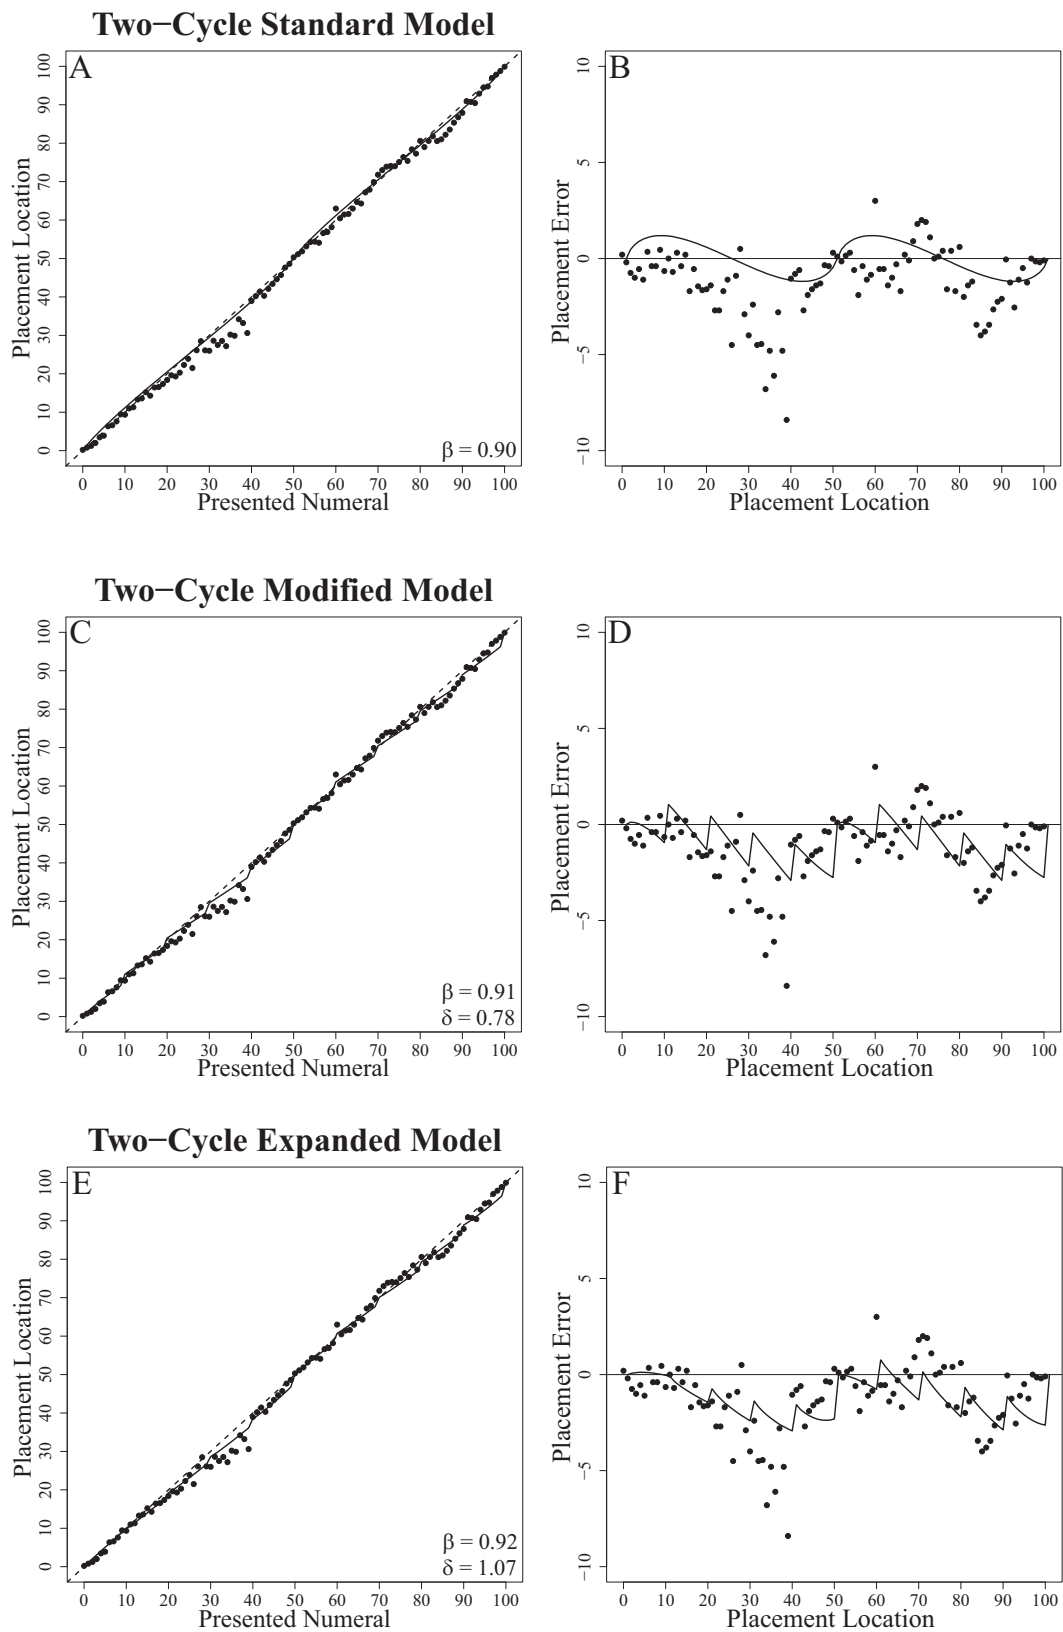 Two−Cycle Standard Model
A
Placement Location
0 10 20 30 40 50 60 70 80 90 100
β = 0.90
0 10 20 30 40 50 60 70 80 90 100
Presented Numeral
B
Placement Error
−10 −5 0 5 10
0 20 40 60 80 100
0 10 20 30 40 50 60 70 80 90 100
Placement Location
Two−Cycle Modified Model
C
Placement Location
0 10 20 30 40 50 60 70 80 90 100
β = 0.91
δ = 0.78
0 10 20 30 40 50 60 70 80 90 100
Presented Numeral
D
Placement Error
−10 −5 0 5 10
0 10 20 30 40 50 60 70 80 90 100
Placement Location
Two−Cycle Expanded Model
E
Placement Location
0 10 20 30 40 50 60 70 80 90 100
β = 0.92
δ = 1.07
0 10 20 30 40 50 60 70 80 90 100
Presented Numeral
F
Placement Error
−10 −5 0 5 10
0 10 20 30 40 50 60 70 80 90 100
Placement Location